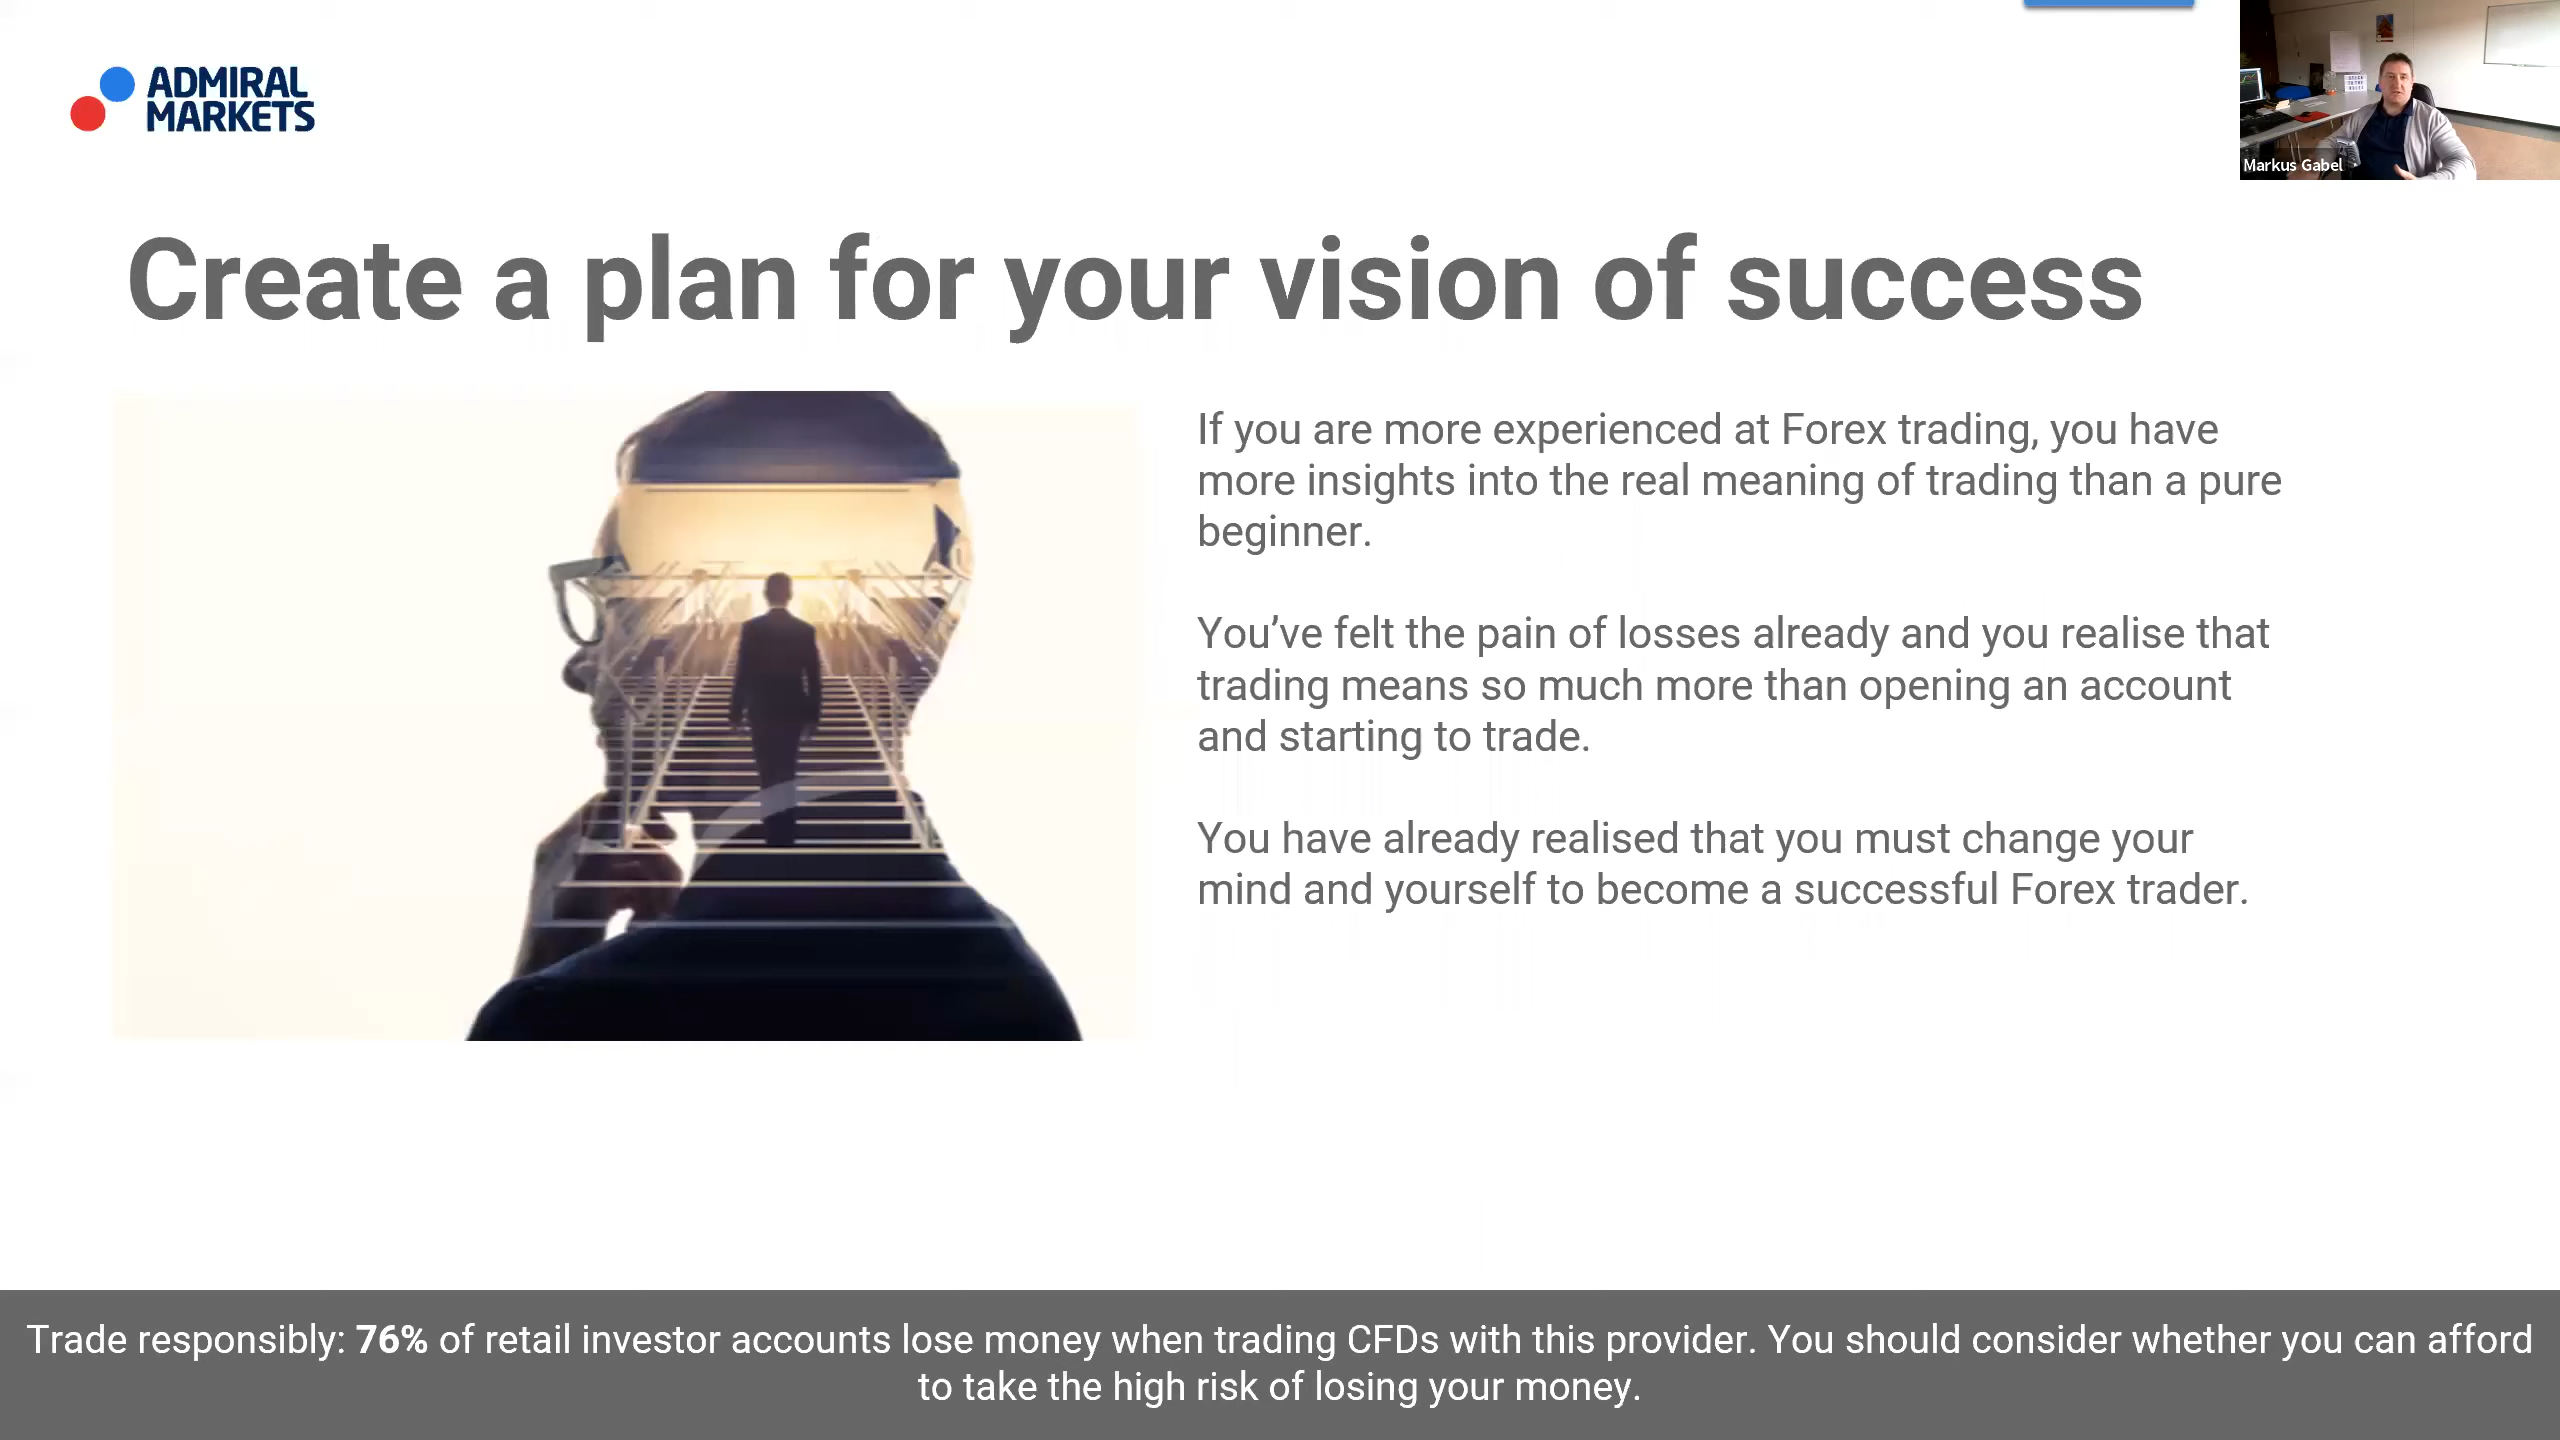 ADMIRAL
MARKETS
Markus Gabel
Create a plan for your vision of success
If you are more experienced at Forex trading, you have
more insights into the real meaning of trading than a pure
beginner.
You’ve felt the pain of losses already and you realise that
trading means so much more than opening an account
and starting to trade.
You have already realised that you must change your
mind and yourself to become a successful Forex trader.
Trade responsibly: 76% of retail investor accounts lose money when trading CFDs with this provider. You should consider whether you can afford
to take the high risk of losing your money.